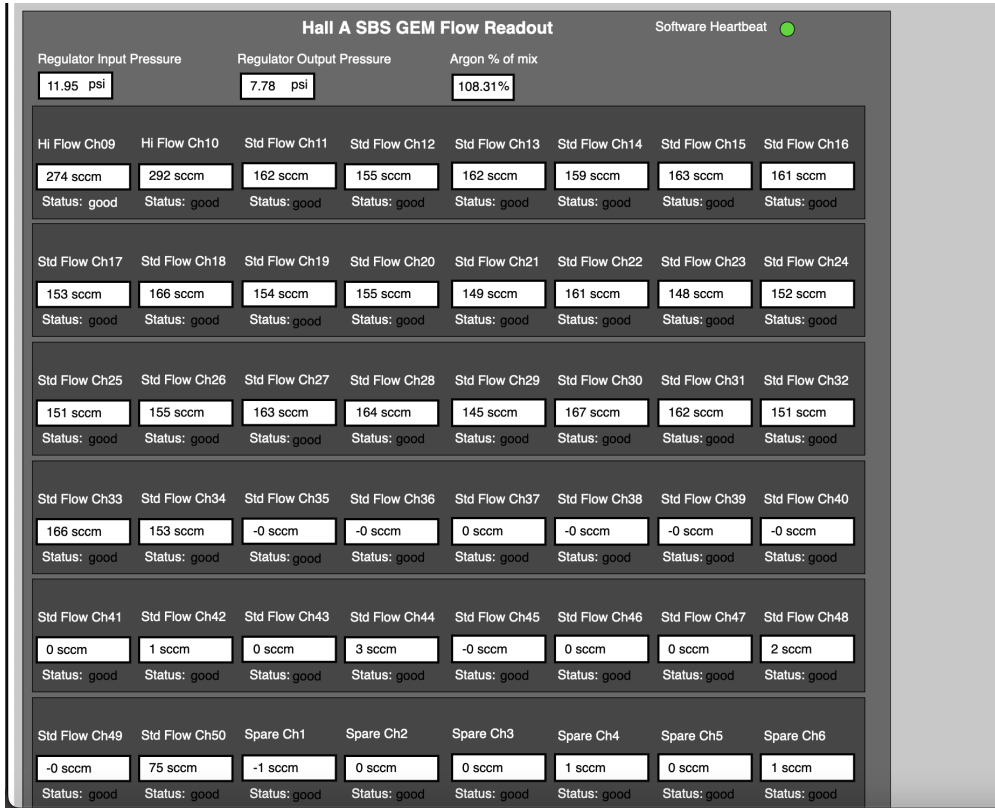 Hall A SBS GEM Flow Readout Software Heartbeat
Regulator Input Pressure Regulator Output Pressure Argon % of mix
11.95 psi 7.78 psi 108.31%
Hi Flow Ch09 Hi Flow Ch10 Std Flow Ch11 Std Flow Ch12 Std Flow Ch13 Std Flow Ch14 Std Flow Ch15 Std Flow Ch16
274 sccm 292 sccm 162 sccm 155 sccm 162 sccm 159 sccm 163 sccm 161 sccm
Status: good Status: good Status: good Status: good Status: good Status: good Status: good Status: good
Std Flow Ch17 Std Flow Ch18 Std Flow Ch19 Std Flow Ch20 Std Flow Ch21 Std Flow Ch22 Std Flow Ch23 Std Flow Ch24
153 sccm 166 sccm 154 sccm 155 sccm 149 sccm 161 sccm 148 sccm 152 sccm
Status: good Status: good Status: good Status: good Status: good Status: good Status: good Status: good
Std Flow Ch25 Std Flow Ch26 Std Flow Ch27 Std Flow Ch28 Std Flow Ch29 Std Flow Ch30 Std Flow Ch31 Std Flow Ch32
151 sccm 155 sccm 163 sccm 164 sccm 145 sccm 167 sccm 162 sccm 151 sccm
Status: good Status: good Status: good Status: good Status: good Status: good Status: good Status: good
Std Flow Ch33 Std Flow Ch34 Std Flow Ch35 Std Flow Ch36 Std Flow Ch37 Std Flow Ch38 Std Flow Ch39 Std Flow Ch40
166 sccm 153 sccm -0 sccm -0 sccm 0 sccm -0 sccm -0 sccm -0 sccm
Status: good Status: good Status: good Status: good Status: good Status: good Status: good Status: good
Std Flow Ch41 Std Flow Ch42 Std Flow Ch43 Std Flow Ch44 Std Flow Ch45 Std Flow Ch46 Std Flow Ch47 Std Flow Ch48
0 sccm 1 sccm 0 sccm 3 sccm -0 sccm 0 sccm 0 sccm 2 sccm
Status: good Status: good Status: good Status: good Status: good Status: good Status: good Status: good
Std Flow Ch49 Std Flow Ch50 Spare Ch1 Spare Ch2 Spare Ch3 Spare Ch4 Spare Ch5 Spare Ch6
-0 sccm 75 sccm -1 sccm 0 sccm 0 sccm 1 sccm 0 sccm 1 sccm
Status: good Status: good Status: good Status: good Status: good Status: good Status: good Status: good